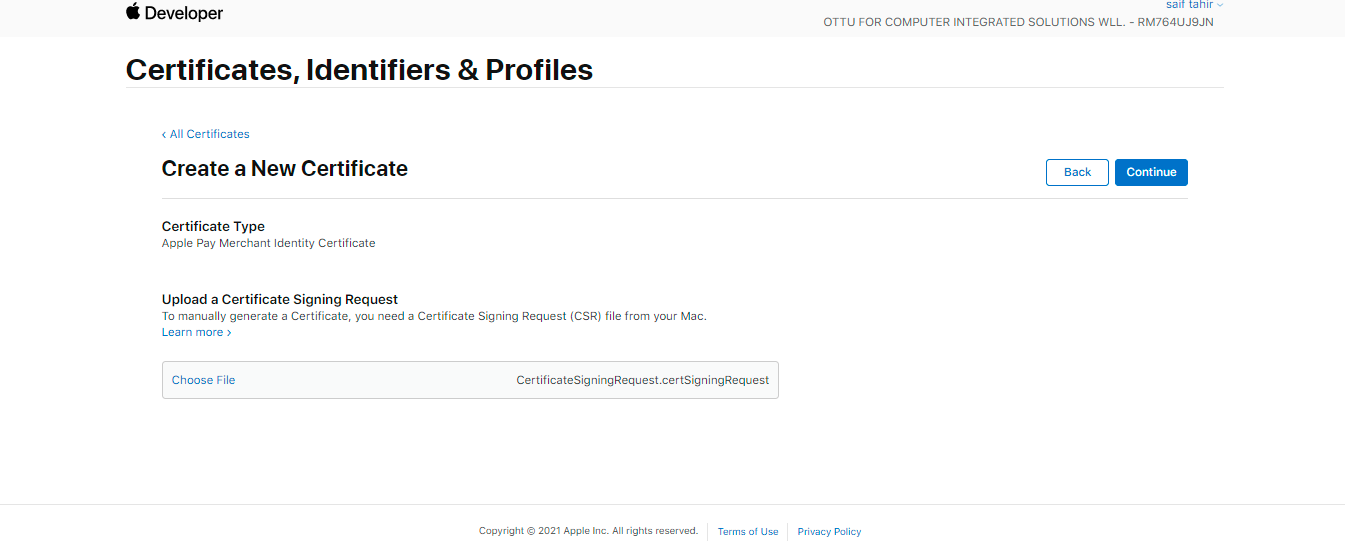 Developer
saif tahir
OTTU FOR COMPUTER INTEGRATED SOLUTIONS WLL. - RM764UJ9JN
Certificates, Identifiers & Profiles
‹ All Certificates
Create a New Certificate
Back
Continue
Certificate Type
Apple Pay Merchant Identity Certificate
Upload a Certificate Signing Request
To manually generate a Certificate, you need a Certificate Signing Request (CSR) file from your Mac.
Learn more ›
Choose File
CertificateSigningRequest.certSigningRequest
Copyright © 2021 Apple Inc. All rights reserved.
Terms of Use
Privacy Policy